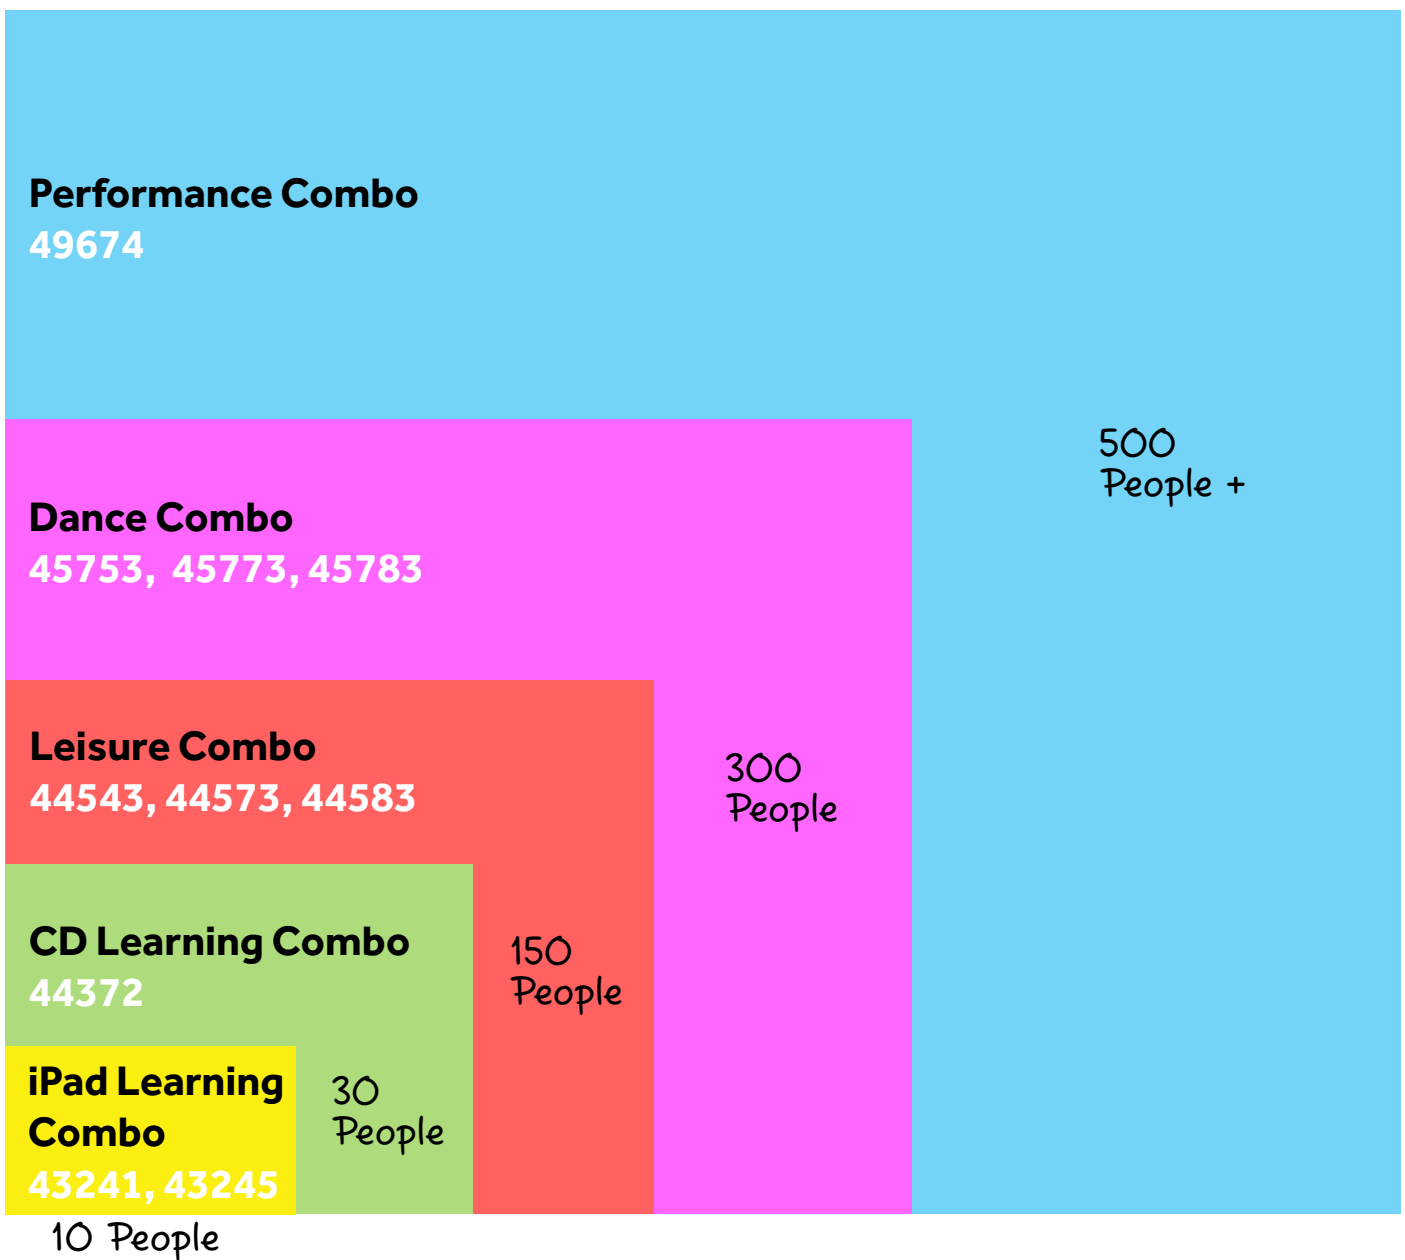 Performance Combo
49674
500
People +
Dance Combo
45753,  45773, 45783
300
People
Leisure Combo
44543, 44573, 44583
150
People
CD Learning Combo
44372
30
People
iPad Learning
Combo
43241, 43245
10 People